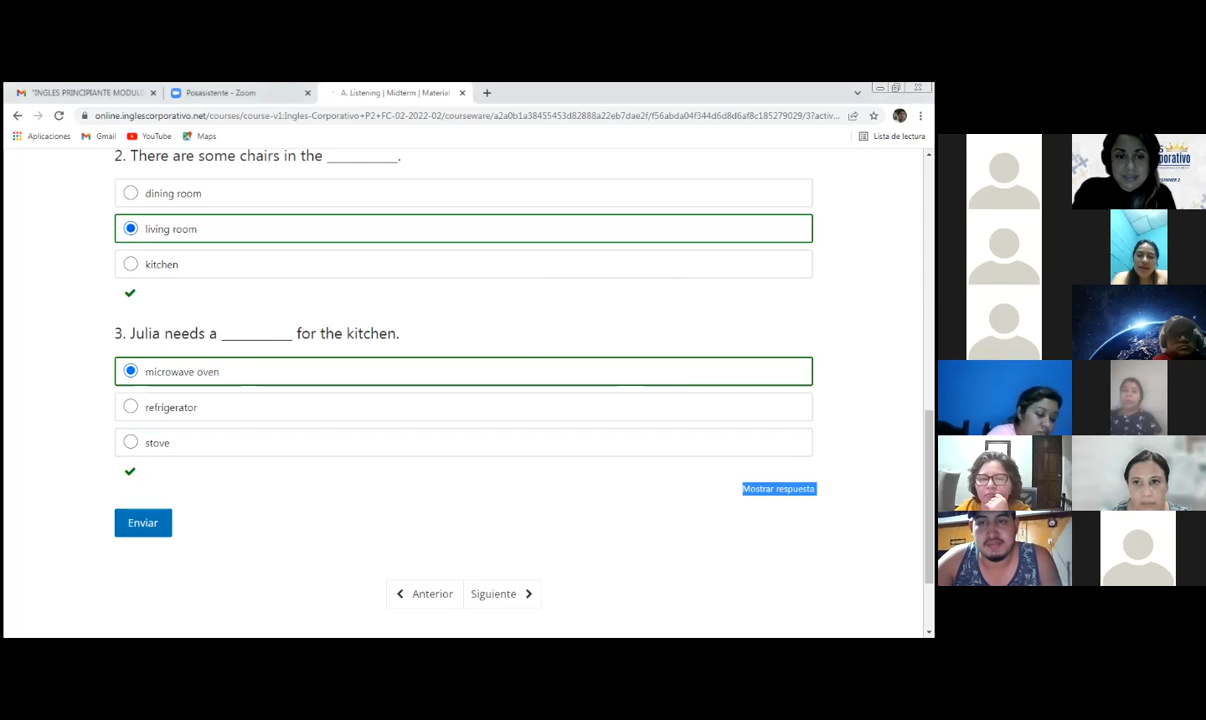 "INGLES PRINCIPIANTE MODULE
Posasistente - Zoom
A. Listening | Midterm | Material
online.inglescorporativo.net/courses/course-v1:Ingles-Corporativo+P2+FC-02-2022-02/courseware/a2a0b1a38455453d82888a22eb7dae2f/f56abda04f344d6d8d6af8c185279029/3?activ...
Aplicaciones
Gmail
YouTube
Maps
Lista de lectura
2. There are some chairs in the __________.
dining room
living room
kitchen
3. Julia needs a __________ for the kitchen.
microwave oven
refrigerator
stove
Mostrar respuesta
Enviar
Anterior
Siguiente